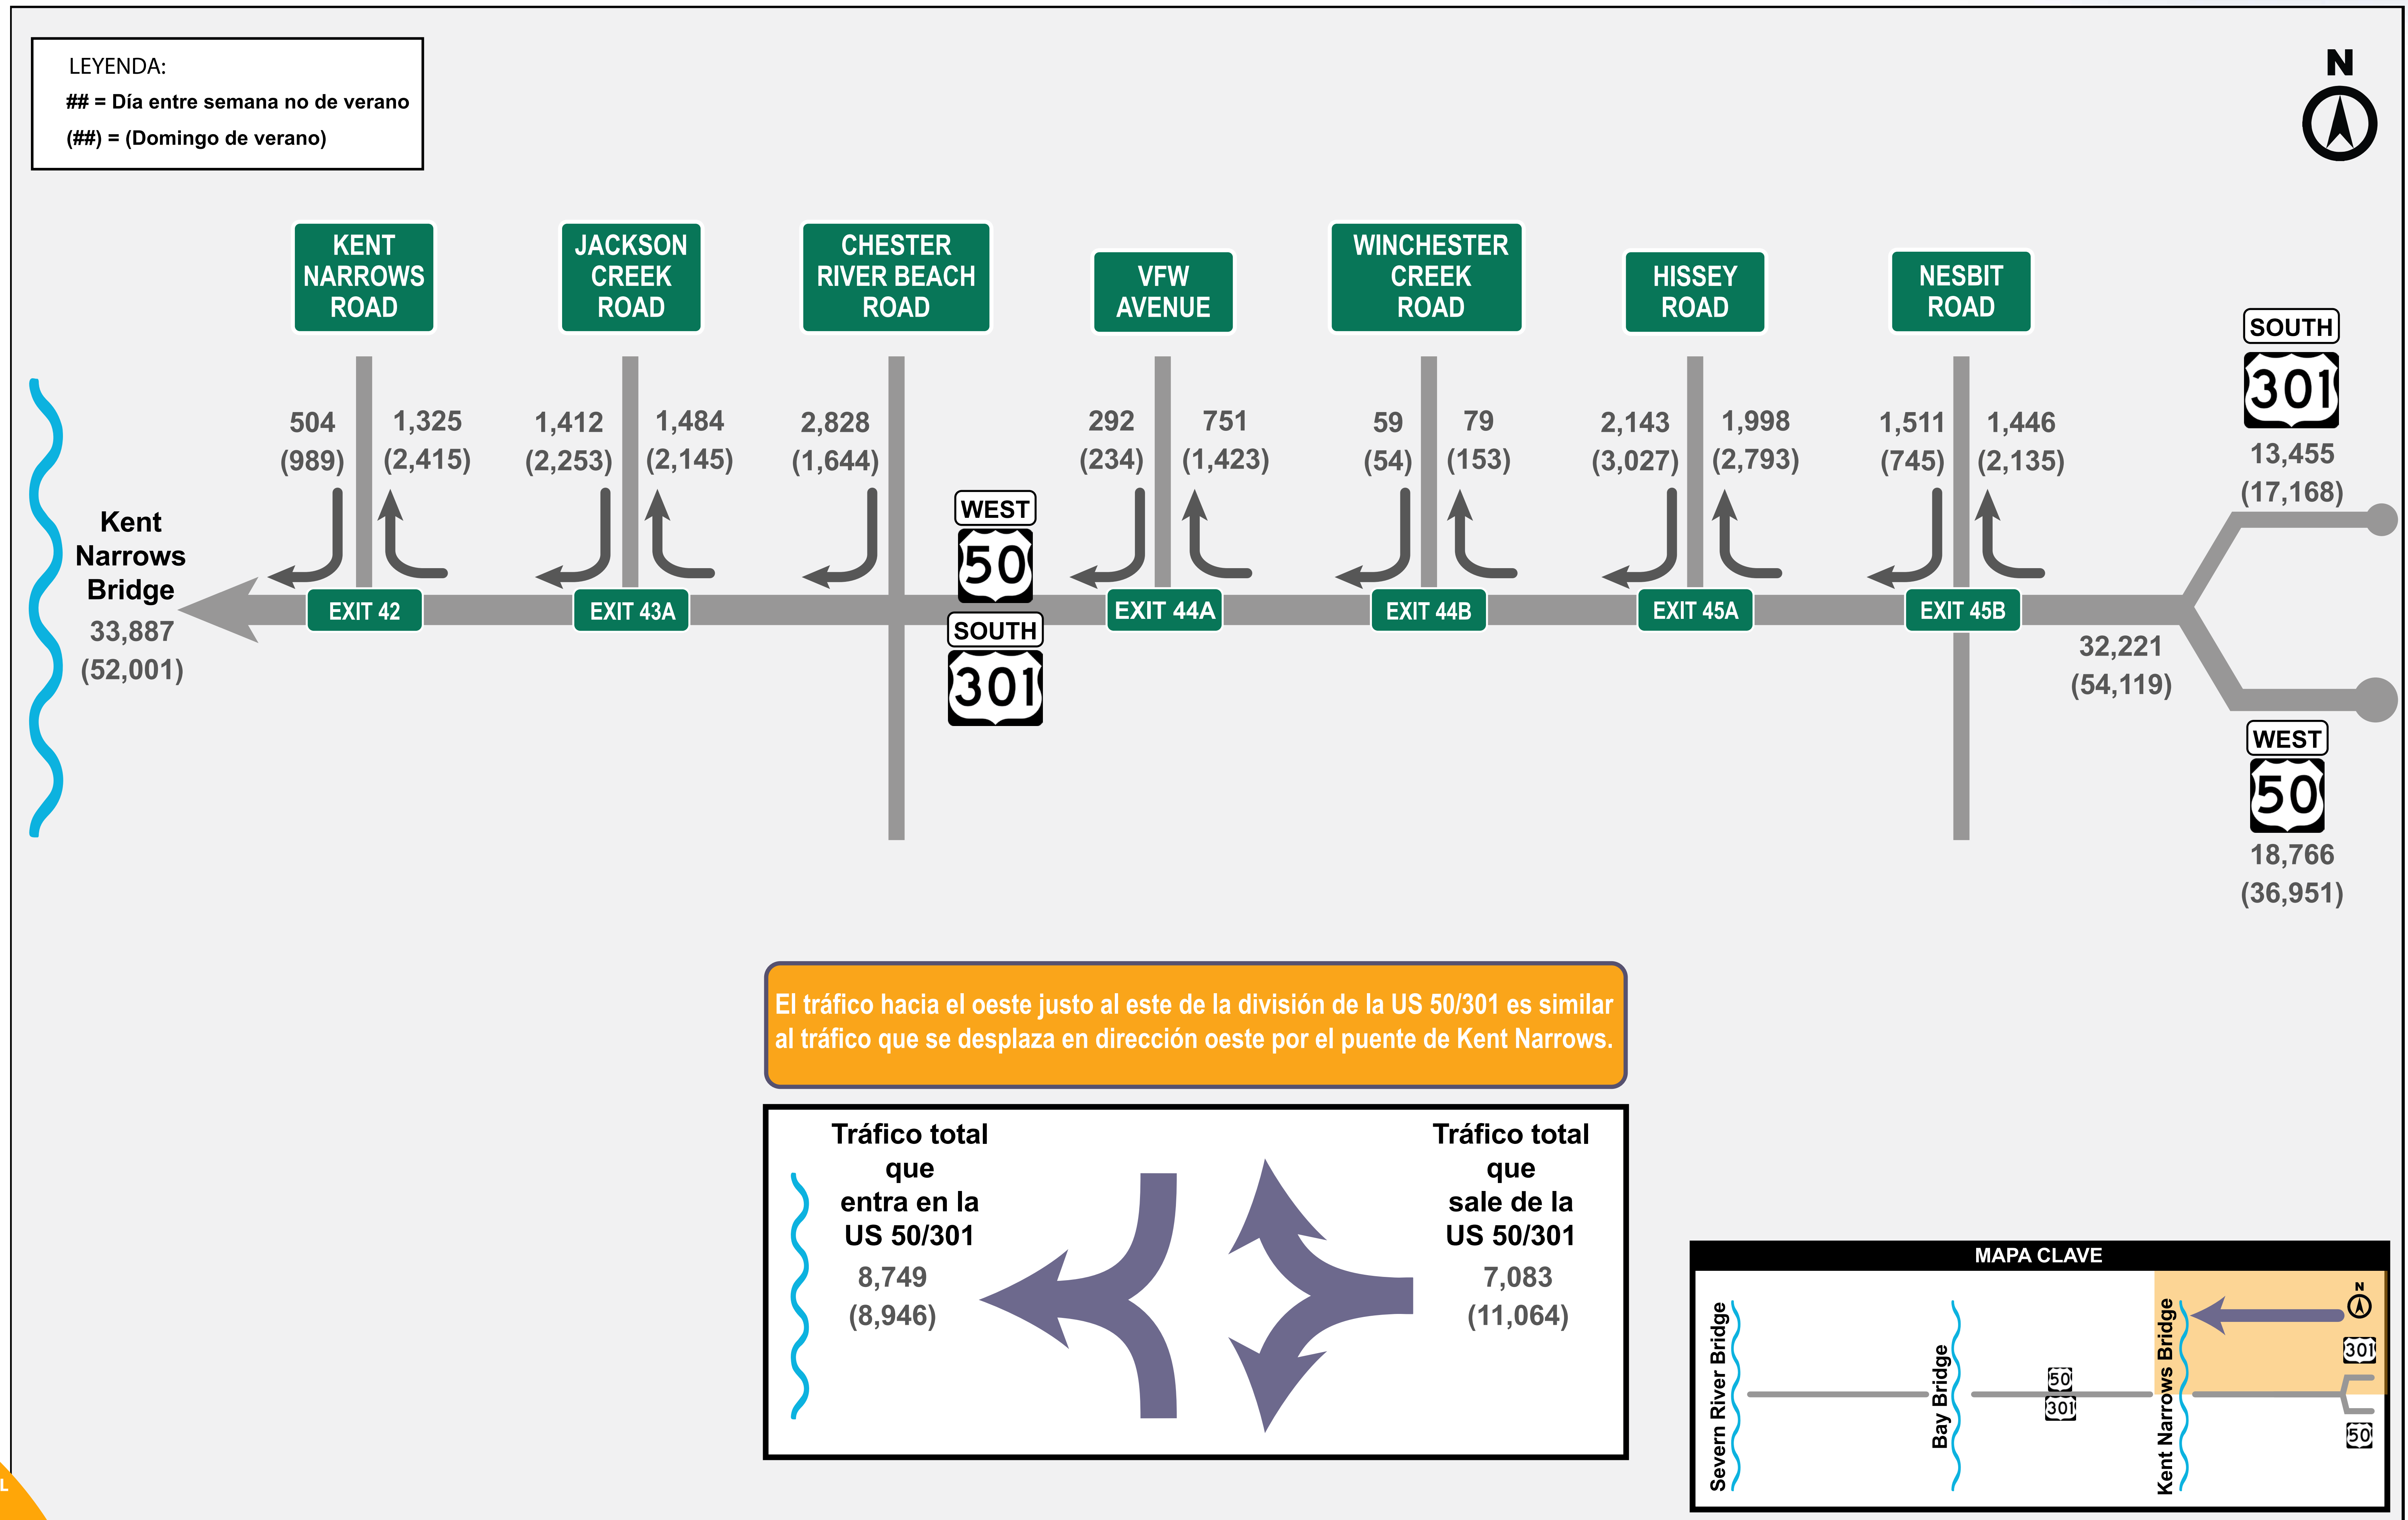 LEYENDA:
## = Día entre semana no de verano
(##) = (Domingo de verano)
N
KENT
NARROWS
ROAD
JACKSON
CREEK
ROAD
CHESTER
RIVER BEACH
ROAD
VFW
AVENUE
WINCHESTER
CREEK
ROAD
HISSEY
ROAD
NESBIT
ROAD
SOUTH
301
13,455
(17,168)
504
(989)
1,325
(2,415)
1,412
(2,253)
1,484
(2,145)
2,828
(1,644)
292
(234)
751
(1,423)
59
(54)
79
(153)
2,143
(3,027)
1,998
(2,793)
1,511
(745)
1,446
(2,135)
Kent
Narrows
Bridge
33,887
(52,001)
WEST
50
SOUTH
301
EXIT 42
EXIT 43A
EXIT 44A
EXIT 44B
EXIT 45A
EXIT 45B
32,221
(54,119)
WEST
50
18,766
(36,951)
El tráfico hacia el oeste justo al este de la división de la US 50/301 es similar
al tráfico que se desplaza en dirección oeste por el puente de Kent Narrows.
Tráfico total
que
entra en la
US 50/301
8,749
(8,946)
Tráfico total
que
sale de la
US 50/301
7,083
(11,064)
MAPA CLAVE
Severn River Bridge
Bay Bridge
50
301
Kent Narrows Bridge
N
301
50
L